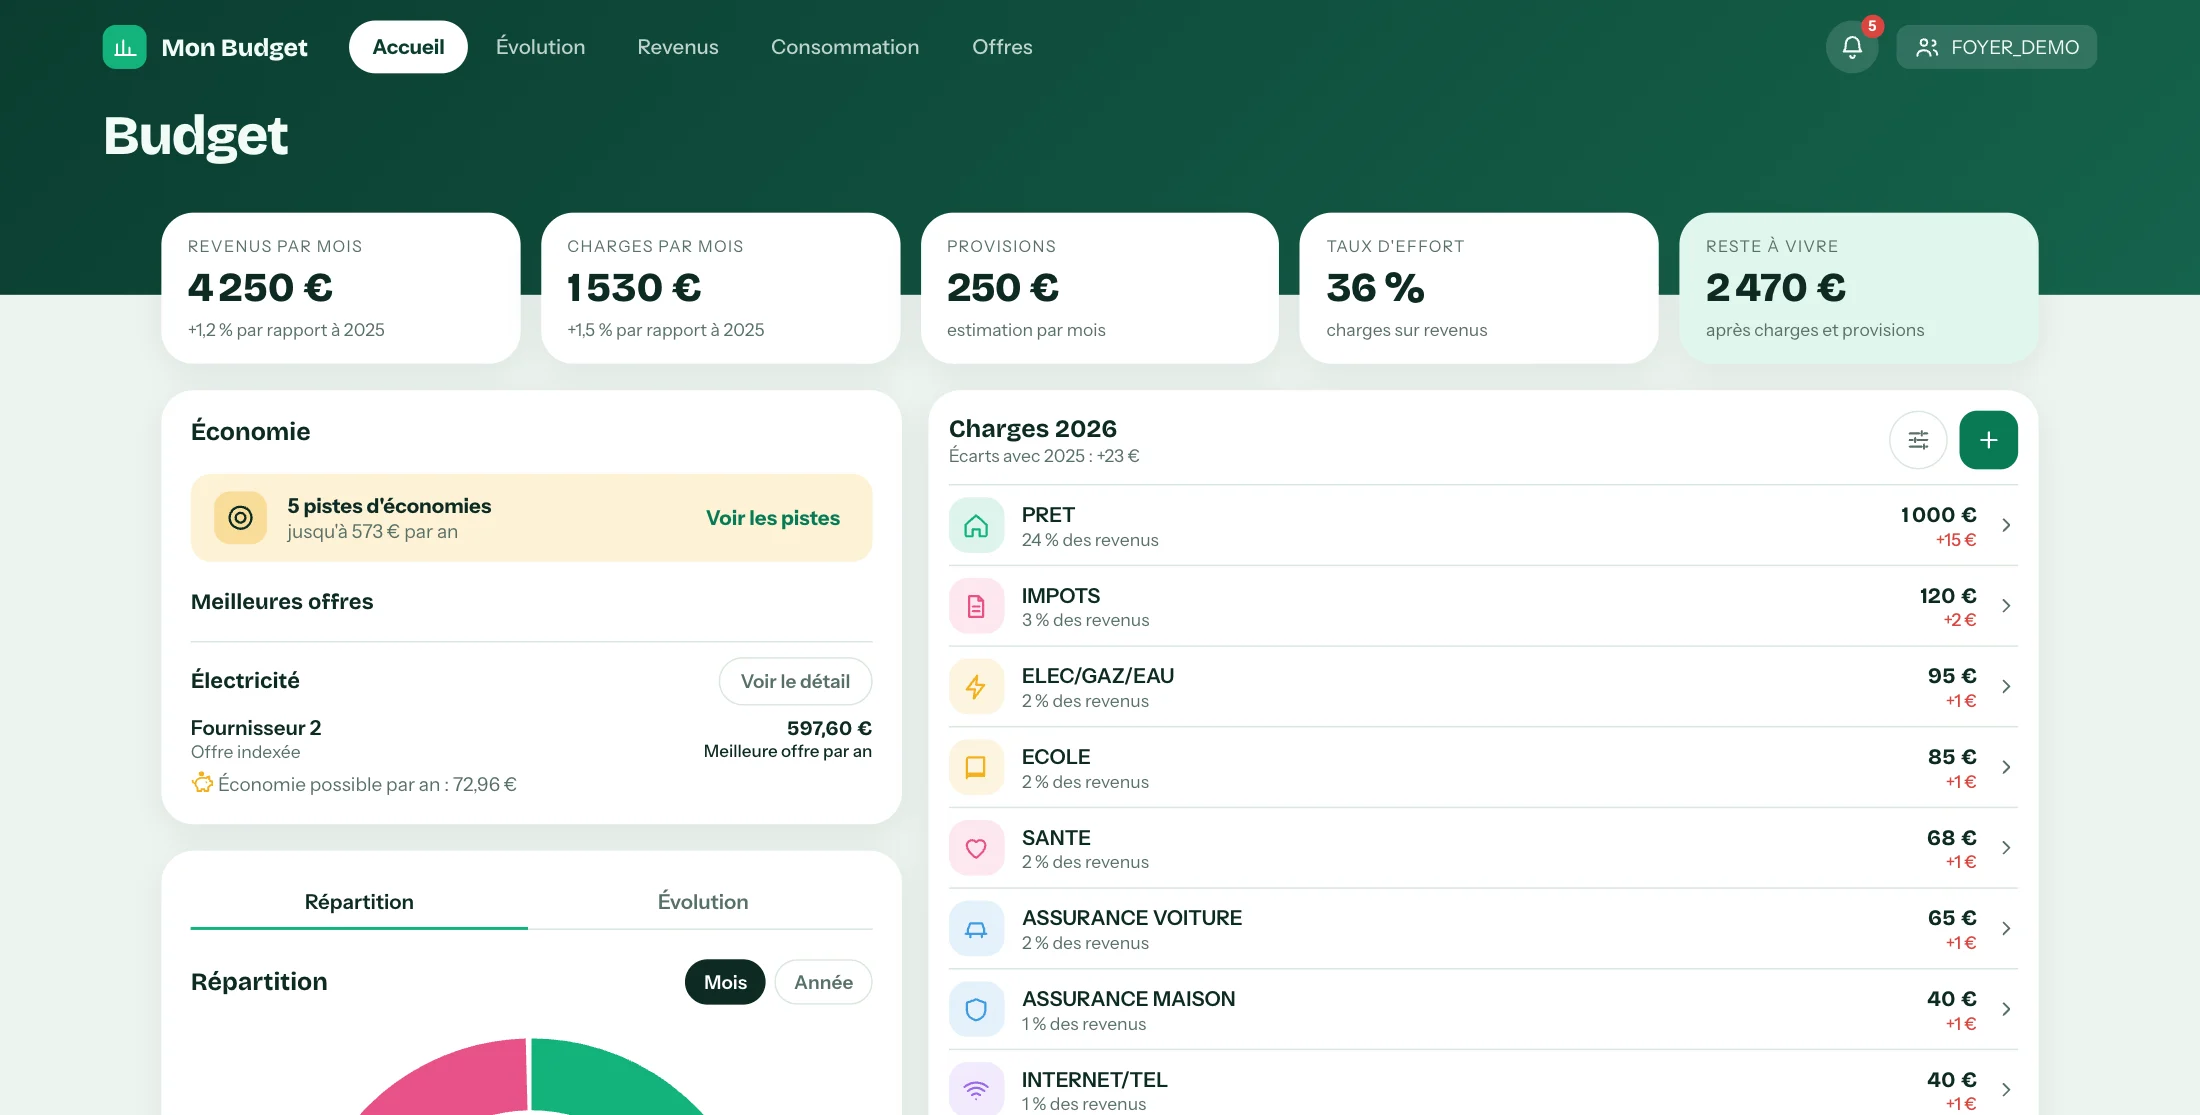 Mon Budget
Accueil
Évolution
Revenus
Consommation
Offres
5
FOYER_DEMO
Budget
REVENUS PAR MOIS
4 250 €
+1,2 % par rapport à 2025
CHARGES PAR MOIS
1 530 €
+1,5 % par rapport à 2025
PROVISIONS
250 €
estimation par mois
TAUX D'EFFORT
36 %
charges sur revenus
RESTE À VIVRE
2 470 €
après charges et provisions
Économie
5 pistes d'économies
jusqu'à 573 € par an
Voir les pistes
Meilleures offres
Électricité
Voir le détail
Fournisseur 2
597,60 €
Offre indexée
Meilleure offre par an
Économie possible par an : 72,96 €
Répartition
Évolution
Répartition
Mois
Année
Charges 2026
Écarts avec 2025 : +23 €
PRET
1 000 €
24 % des revenus
+15 €
IMPOTS
120 €
3 % des revenus
+2 €
ELEC/GAZ/EAU
95 €
2 % des revenus
+1 €
ECOLE
85 €
2 % des revenus
+1 €
SANTE
68 €
2 % des revenus
+1 €
ASSURANCE VOITURE
65 €
2 % des revenus
+1 €
ASSURANCE MAISON
40 €
1 % des revenus
+1 €
INTERNET/TEL
40 €
1 % des revenus
+1 €